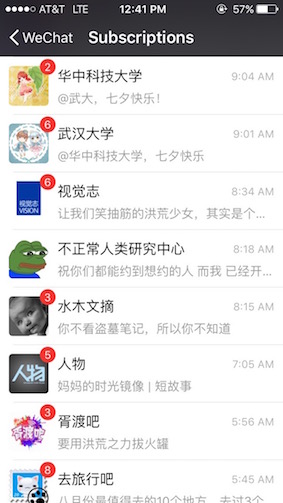 AT&T LTE 12:41 PM 57%
WeChat Subscriptions
2
华中科技大学 9:04 AM
@武大，七夕快乐！
6
武汉大学 9:01 AM
@华中科技大学，七夕快乐
6
视觉志
VISION
视觉志 8:34 AM
让我们笑抽筋的洪荒少女，其实是个…
不正常人类研究中心 8:18 AM
祝你们都能约到想约的人 而我 已经开…
3
水木文摘 8:15 AM
你不看盗墓笔记，所以你不知道
5
人物
人物 7:05 AM
妈妈的时光镜像 | 短故事
3
胥渡吧
胥渡吧 5:56 AM
要用洪荒之力拔火罐
8
去旅行吧 5:45 AM
八月份最值得去的10个地方，去过3个…